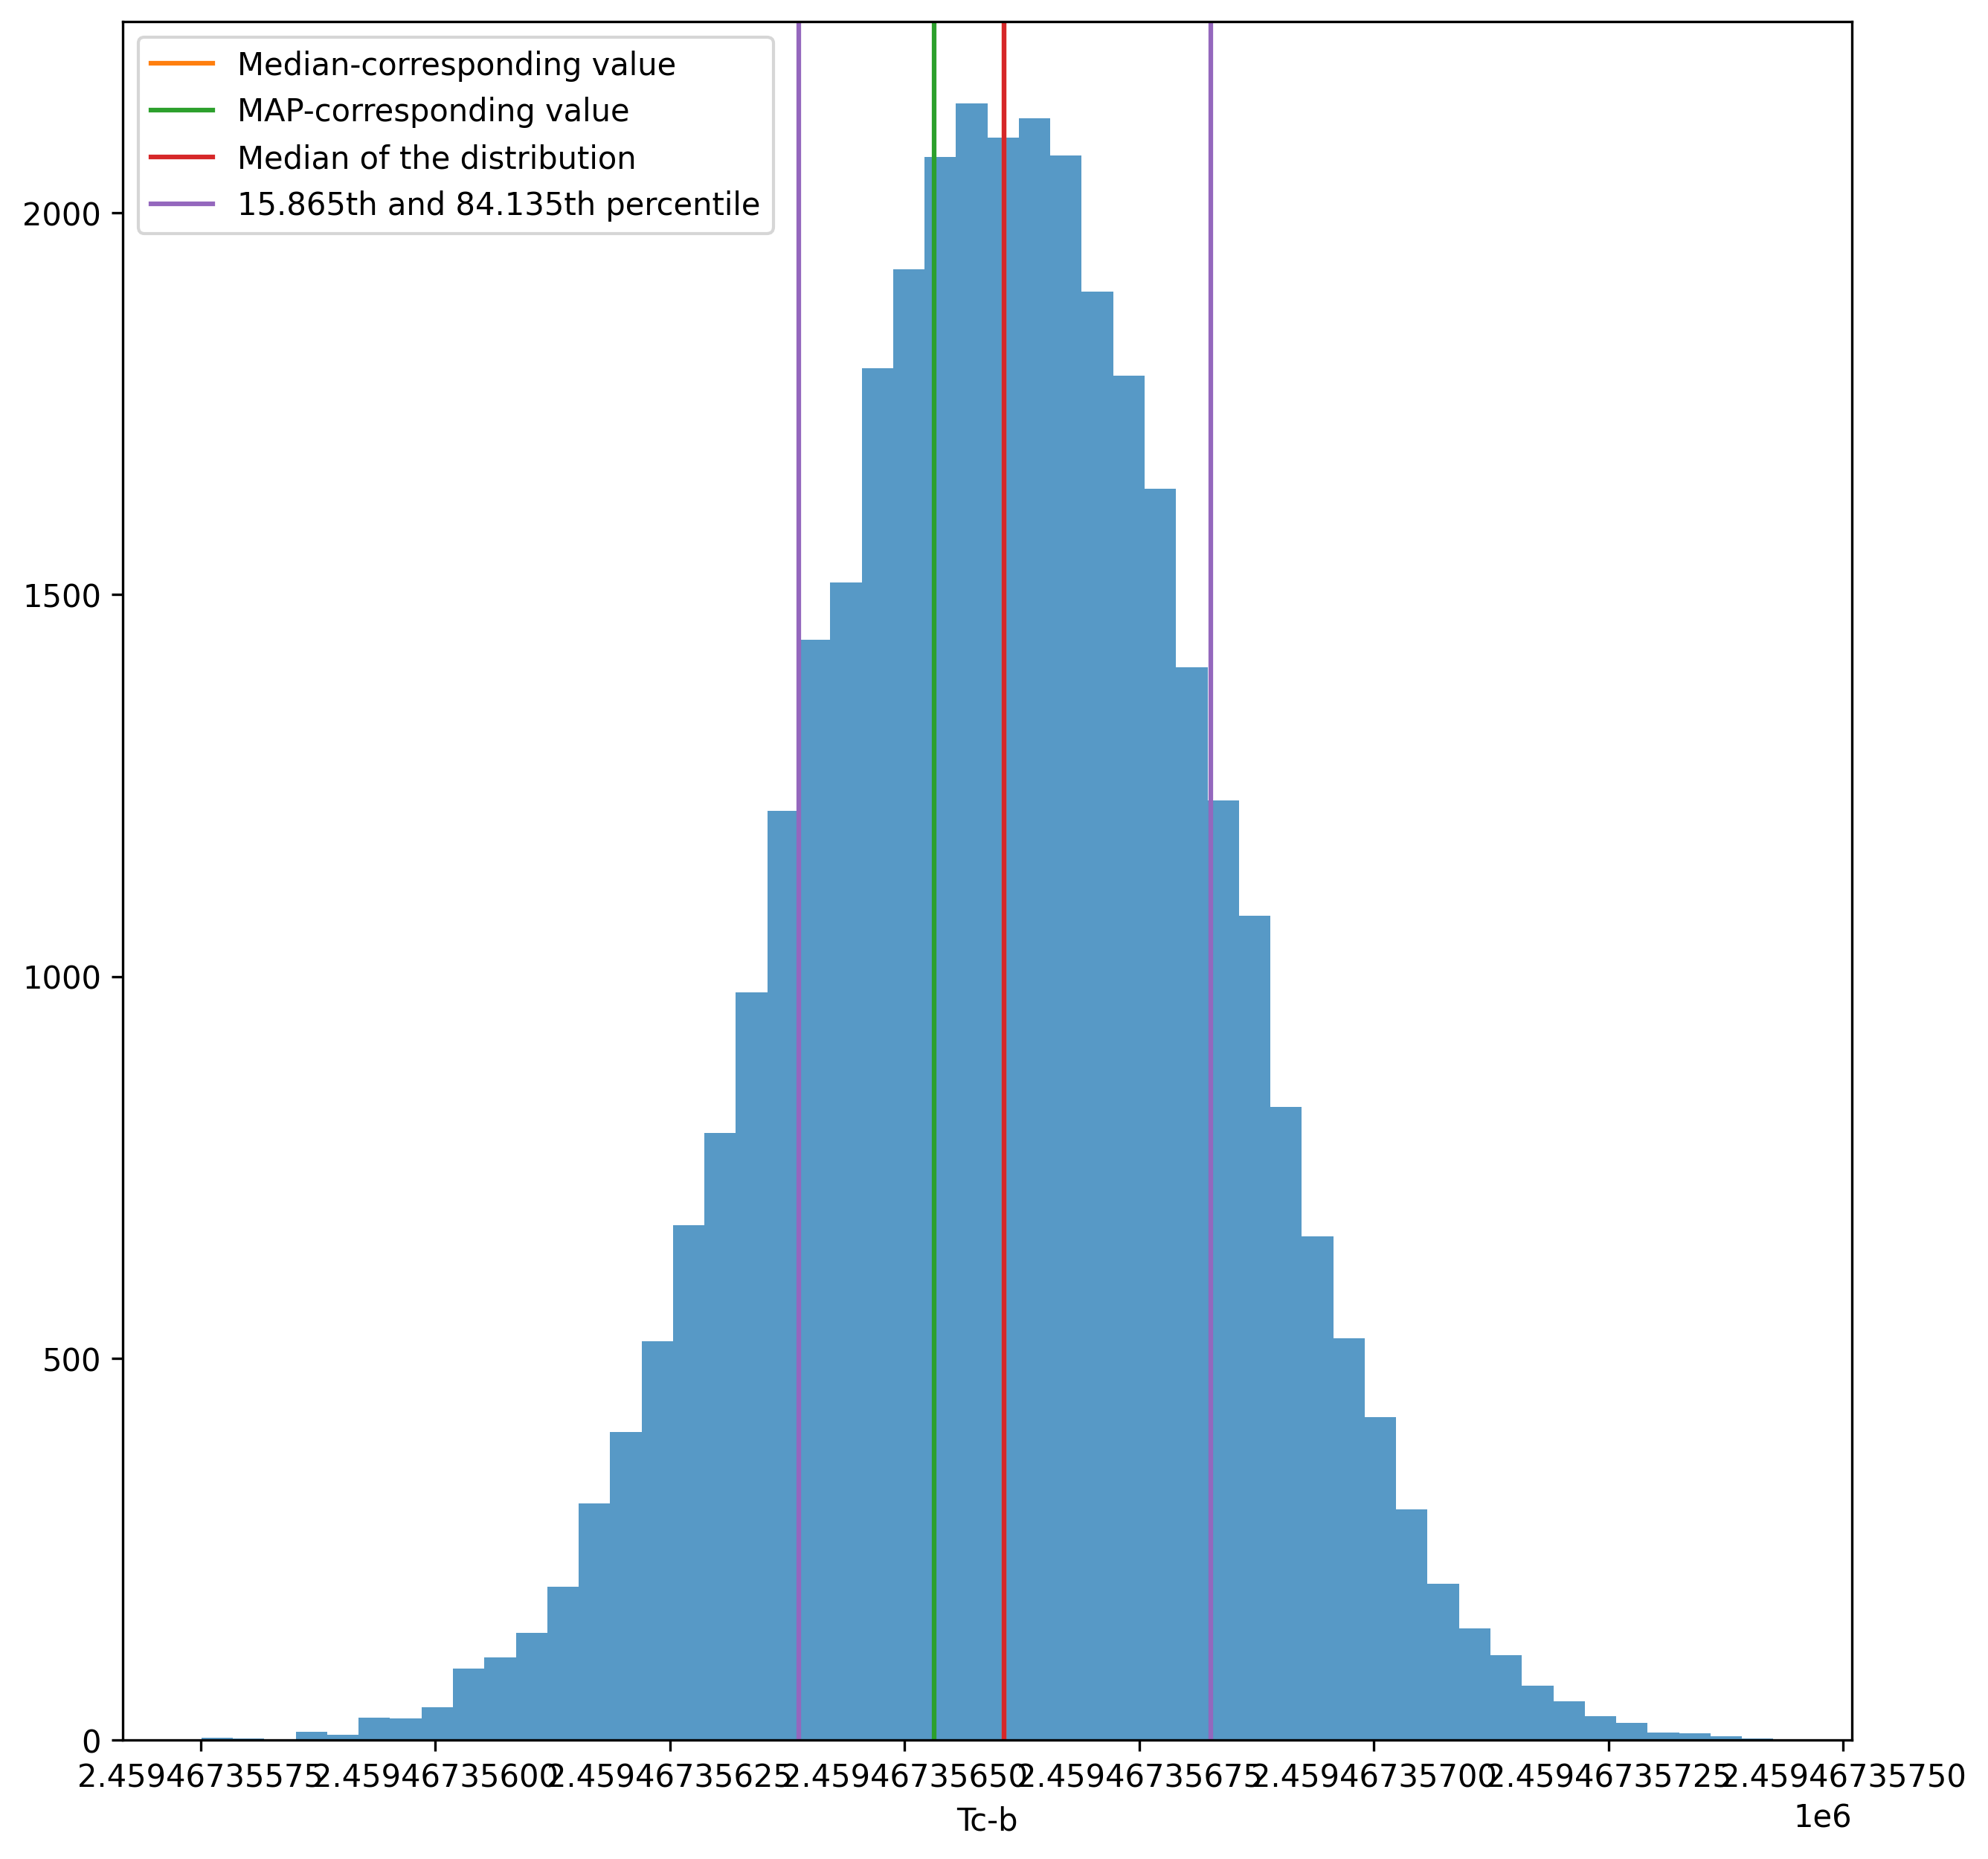 Median-corresponding value
MAP-corresponding value
Median of the distribution
15.865th and 84.135th percentile
2000
1500
1000
500
0
2.45946735575 2.45946735600 2.45946735625 2.45946735650 2.45946735675 2.45946735700 2.45946735725 2.45946735750
Tc-b
1e6